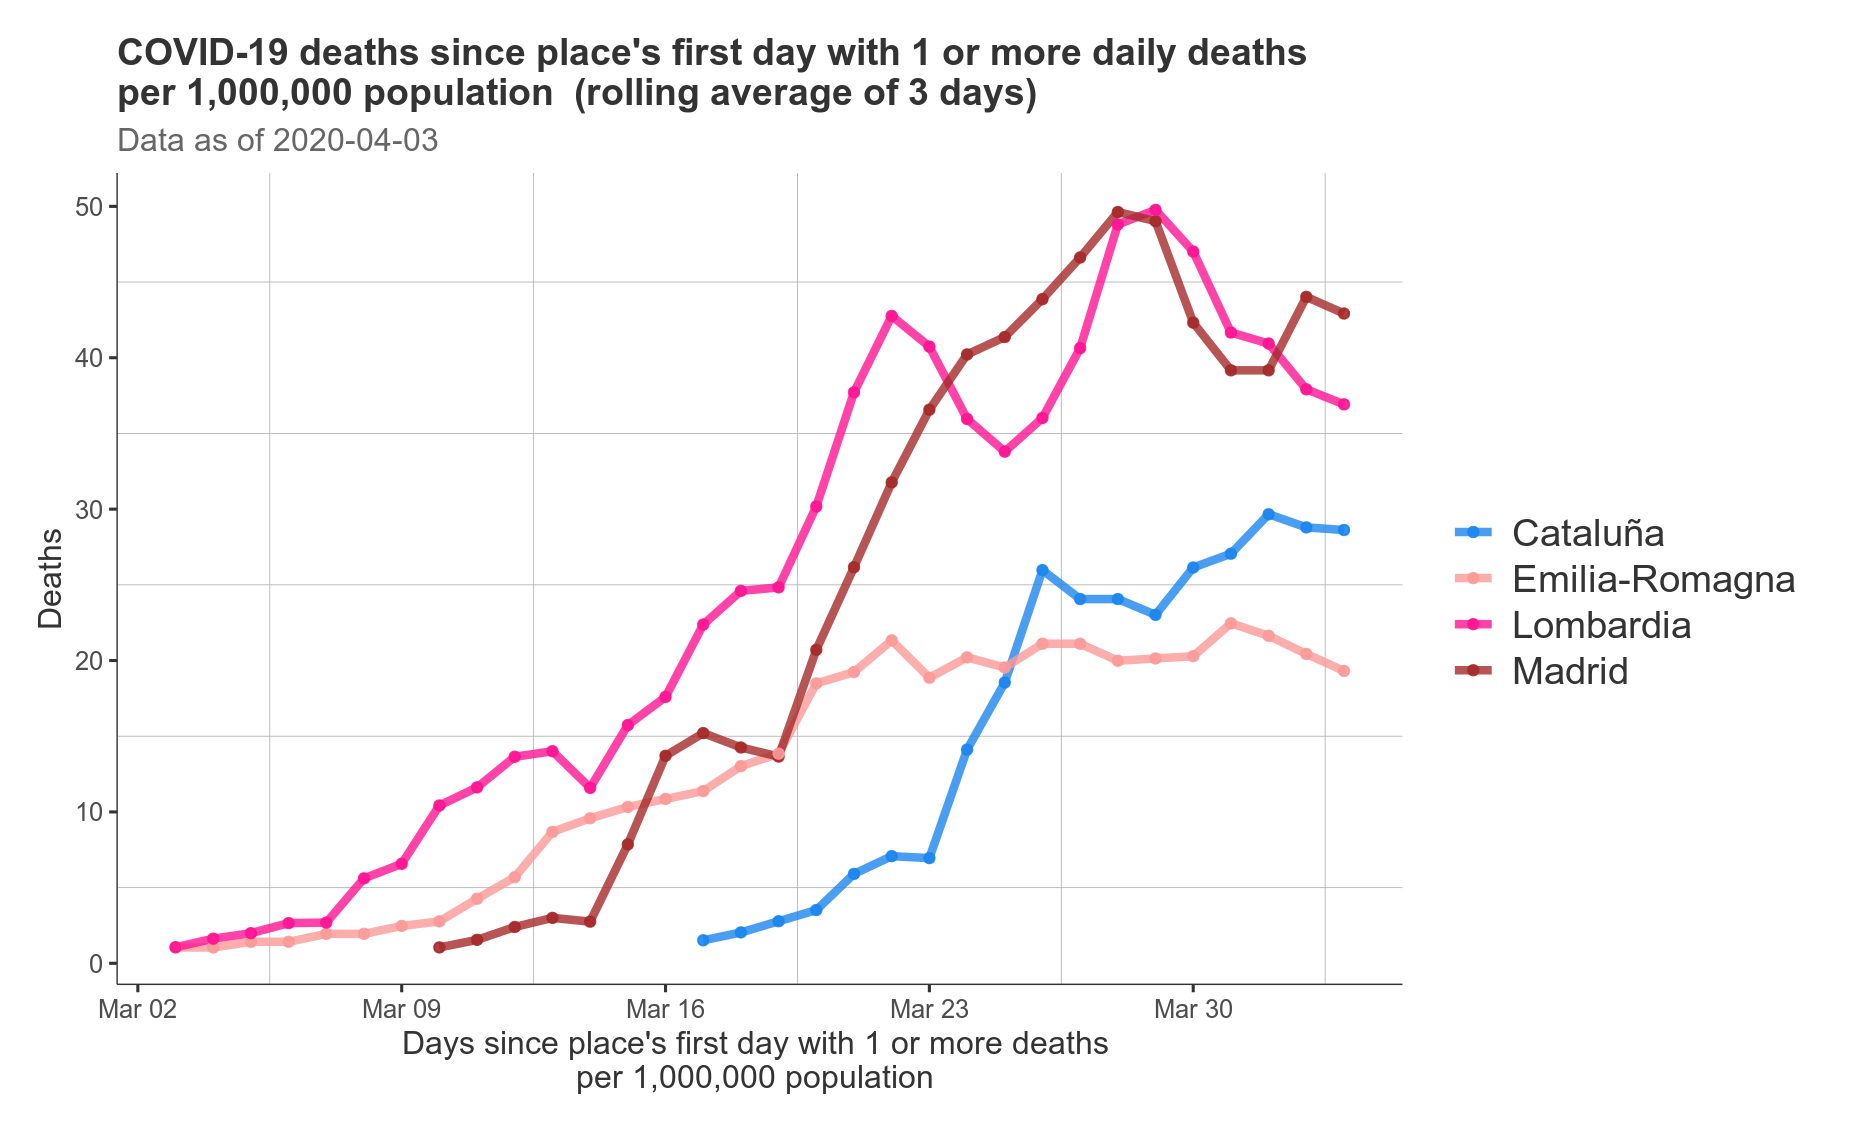 COVID-19 deaths since place's first day with 1 or more daily deaths
per 1,000,000 population  (rolling average of 3 days)
Data as of 2020-04-03
50
40
30
20
10
0
Deaths
Mar 02
Mar 09
Mar 16
Mar 23
Mar 30
Days since place's first day with 1 or more deaths
per 1,000,000 population
Cataluña
Emilia-Romagna
Lombardia
Madrid